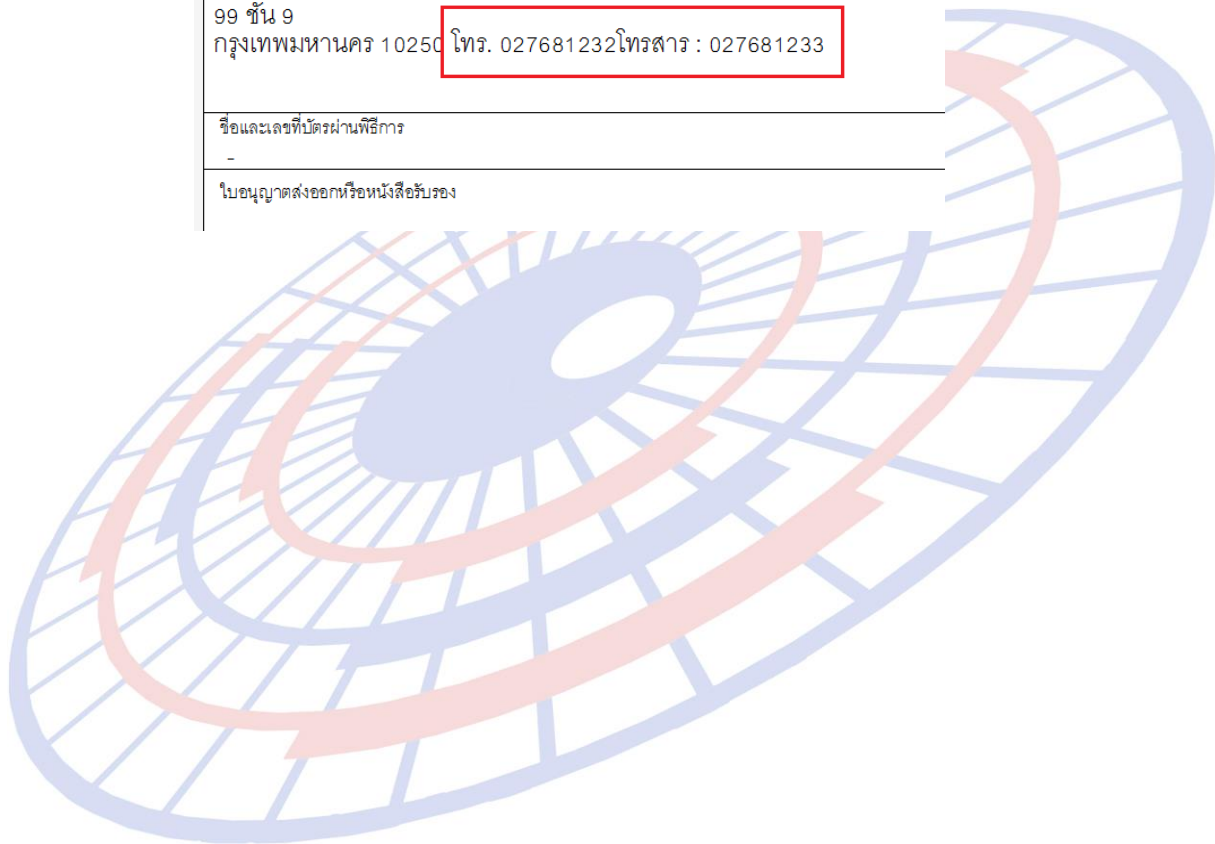 99 ชั้น 9
กรุงเทพมหานคร 10250 โทร. 027681232โทรสาร : 027681233
ชื่อและเลขที่บัตรผ่านพิธีการ
-
ใบอนุญาตส่งออกหรือหนังสือรับรอง